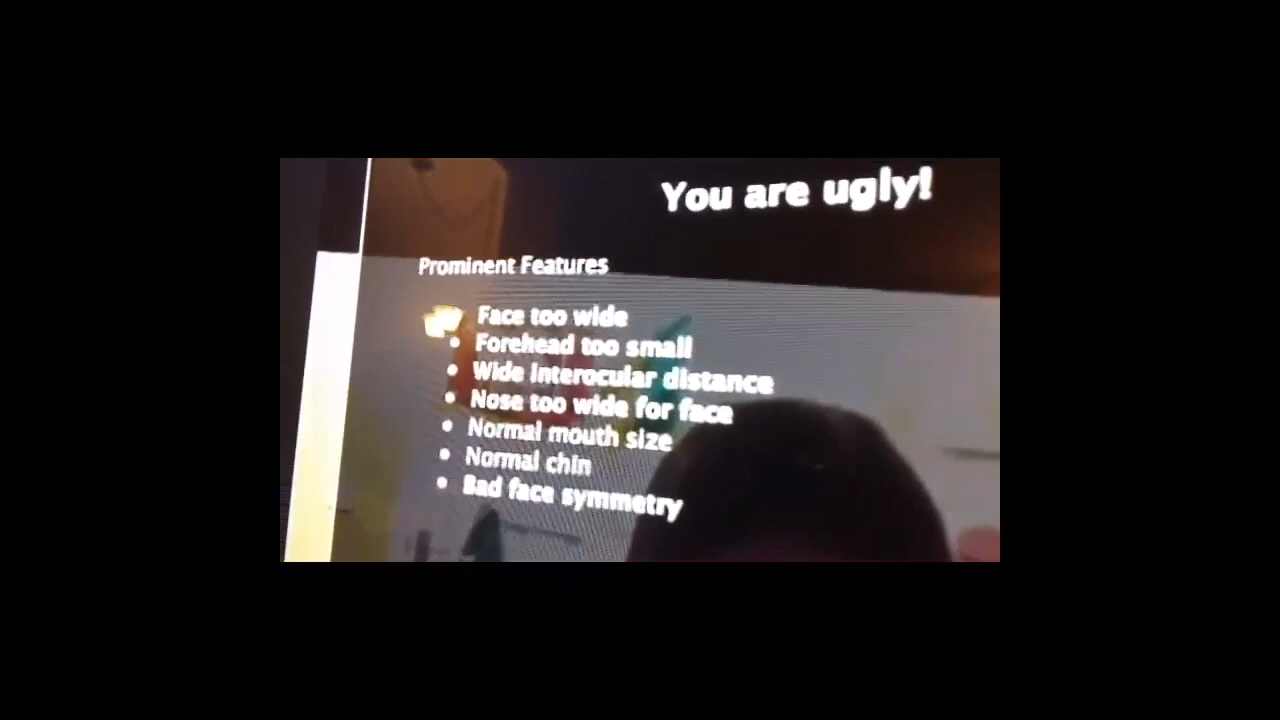 You are ugly!
Prominent Features
Face too wide
Forehead too small
Wide interocular distance
Nose too wide for face
Normal mouth size
Normal chin
Bad face symmetry